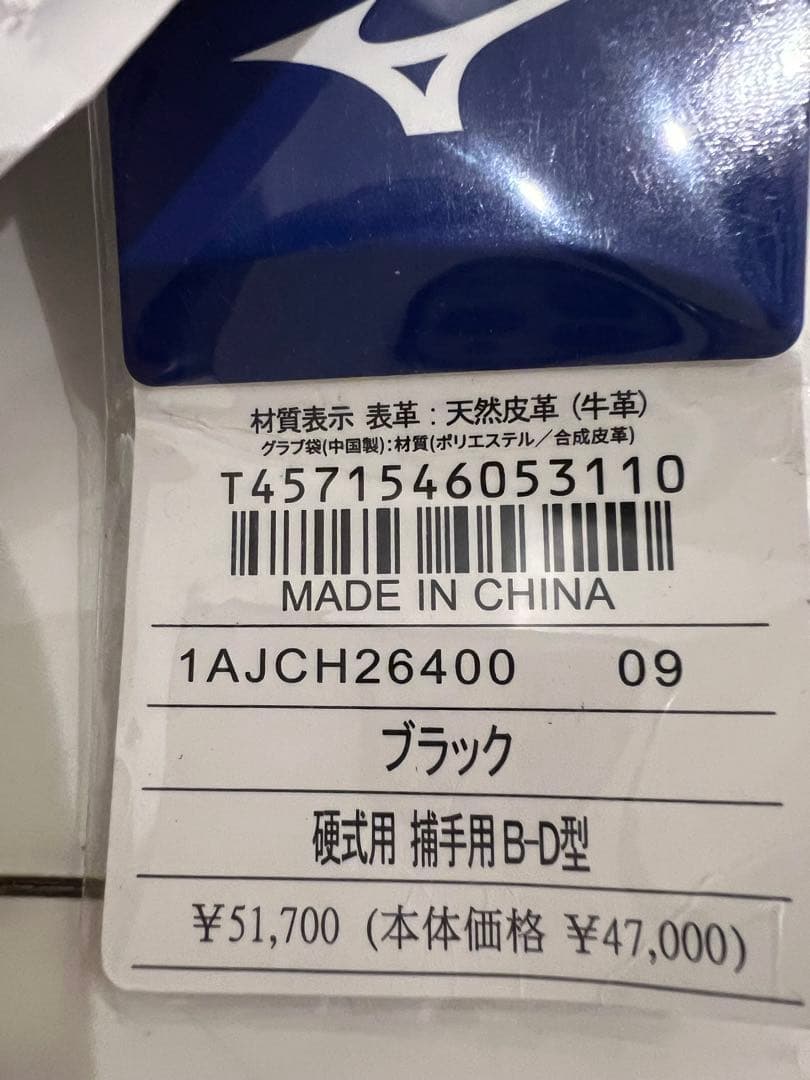 材質表示 表革：天然皮革（牛革）
グラブ袋(中国製):材質(ポリエステル／合成皮革)
T4571546053110
MADE IN CHINA
1AJCH26400 09
ブラック
硬式用 捕手用B-D型
￥51,700 (本体価格 ￥47,000)